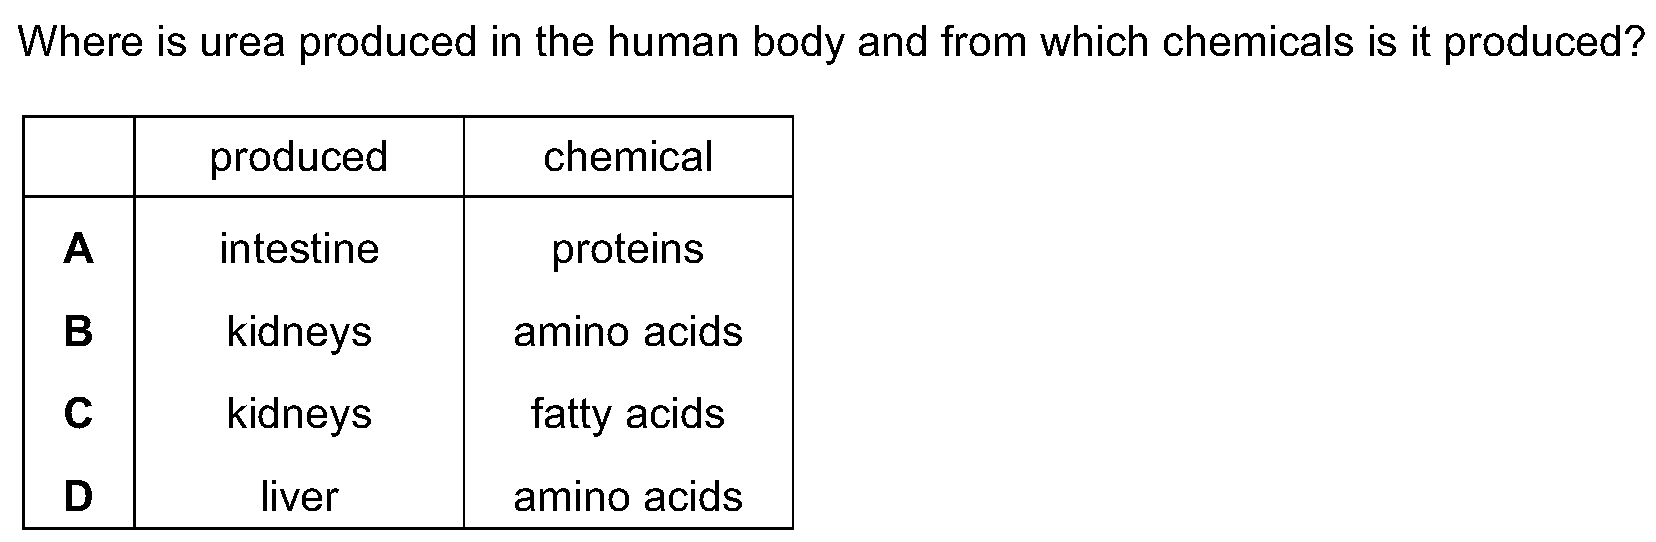 Where is urea produced in the human body and from which chemicals is it produced?
produced chemical
A intestine proteins
B kidneys amino acids
C kidneys fatty acids
D liver amino acids